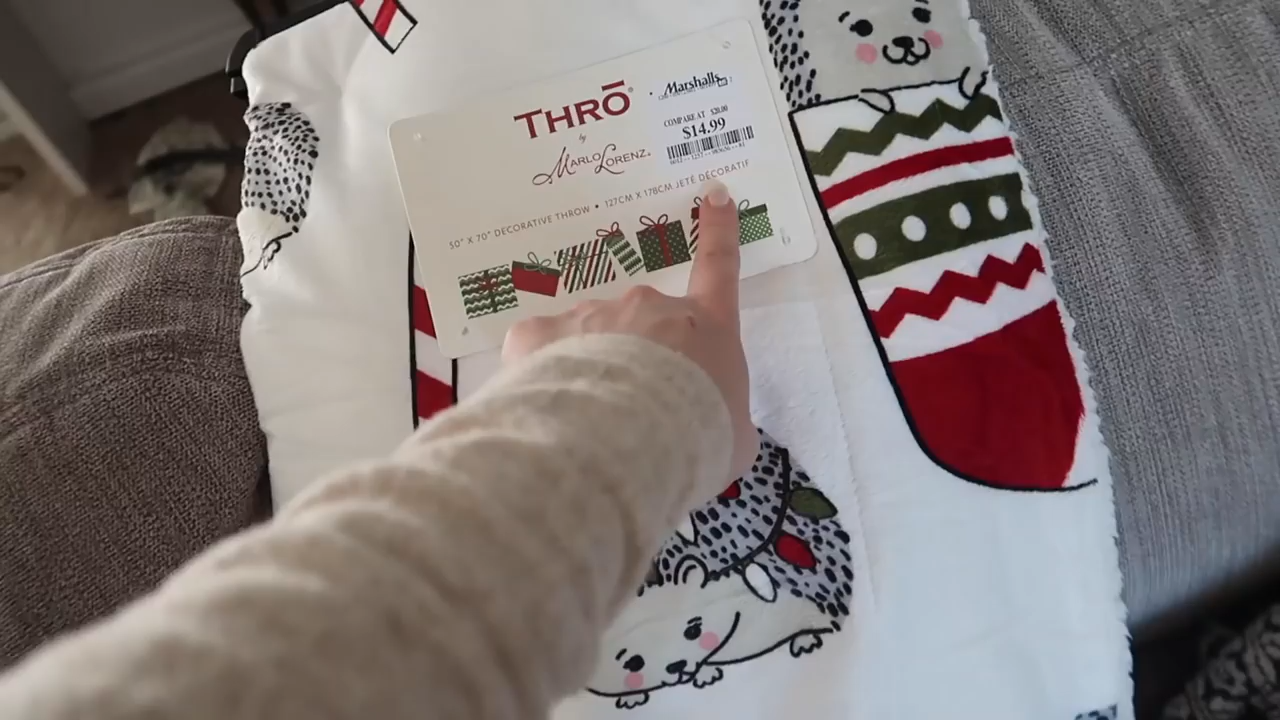 THRŌ®
by
MARLO LORENZ®
Marshalls
COMPARE AT $20.00
$14.99
50" X 70" DECORATIVE THROW • 127CM X 178CM JETÉ DÉCORATIF